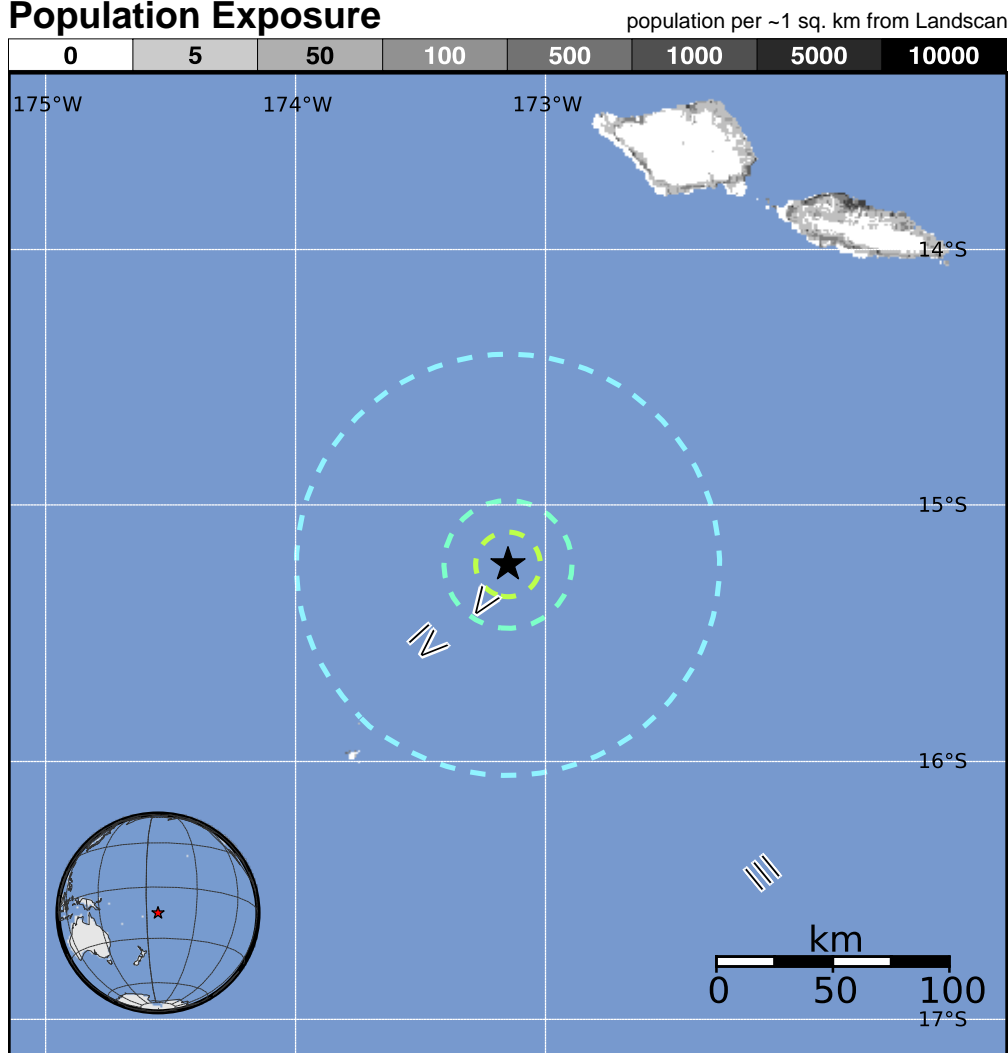 Population Exposure
population per ~1 sq. km from Landscan
0 5 50 100 500 1000 5000 10000
175°W 174°W 173°W
14°S
15°S
V
IV
16°S
III
km
0 50 100
17°S